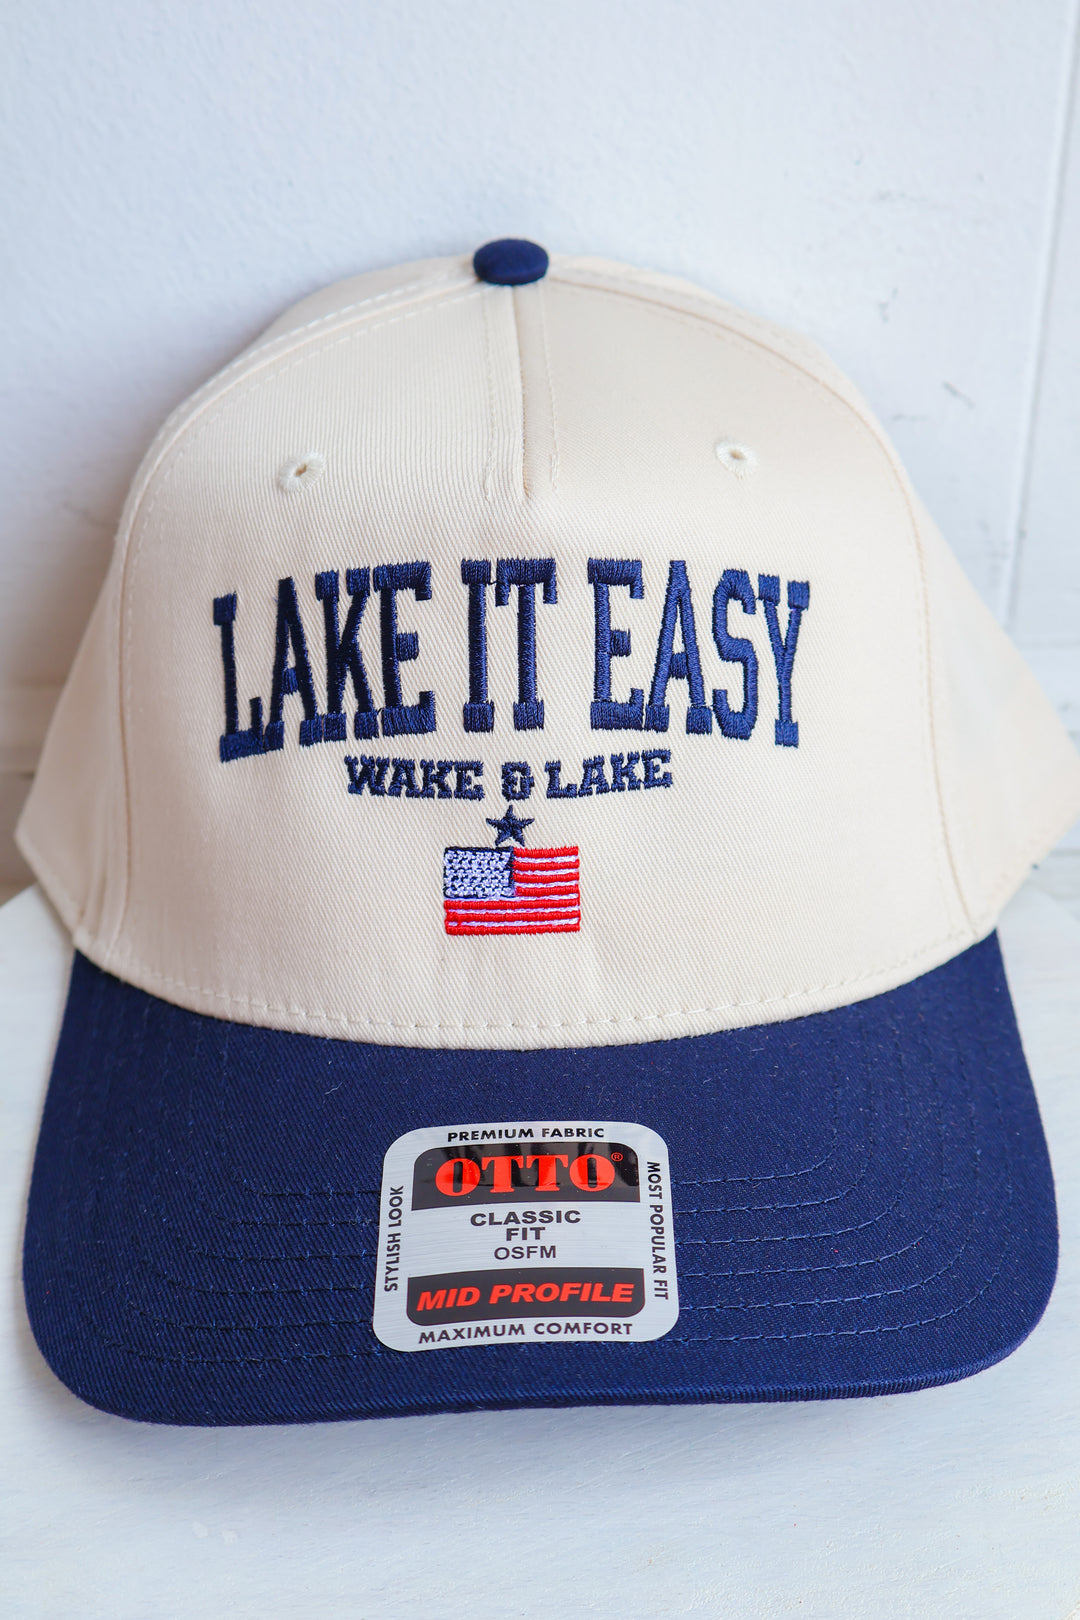 LAKE IT EASY
WAKE & LAKE
PREMIUM FABRIC
OTTO®
CLASSIC
FIT
OSFM
MID PROFILE
MAXIMUM COMFORT
STYLISH LOOK
MOST POPULAR FIT